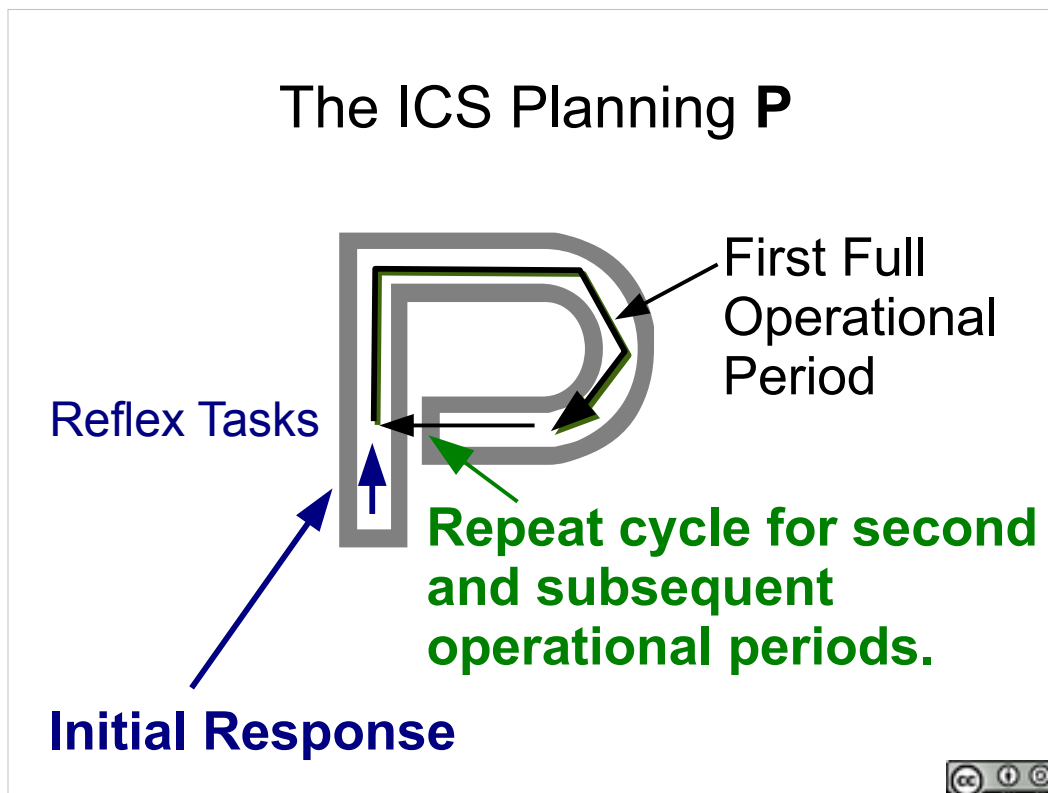 The ICS Planning P
First Full
Operational
Period
Reflex Tasks
Repeat cycle for second
and subsequent
operational periods.
Initial Response
cc